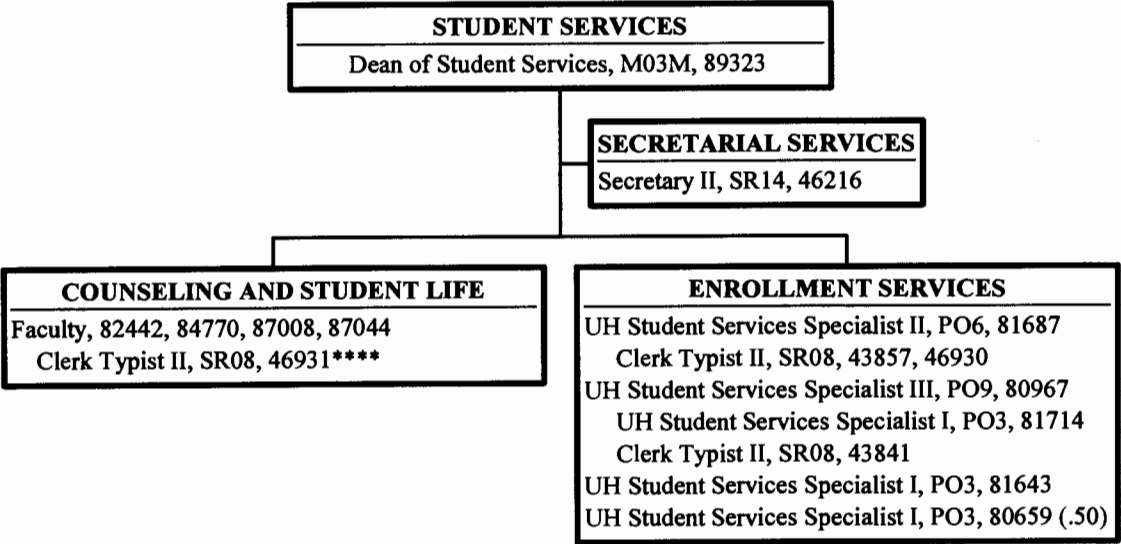 STUDENT SERVICES
Dean of Student Services, M03M, 89323
SECRETARIAL SERVICES
Secretary II, SR14, 46216
COUNSELING AND STUDENT LIFE
Faculty, 82442, 84770, 87008, 87044
Clerk Typist II, SR08, 46931****
ENROLLMENT SERVICES
UH Student Services Specialist II, PO6, 81687
Clerk Typist II, SR08, 43857, 46930
UH Student Services Specialist III, PO9, 80967
UH Student Services Specialist I, PO3, 81714
Clerk Typist II, SR08, 43841
UH Student Services Specialist I, PO3, 81643
UH Student Services Specialist I, PO3, 80659 (.50)